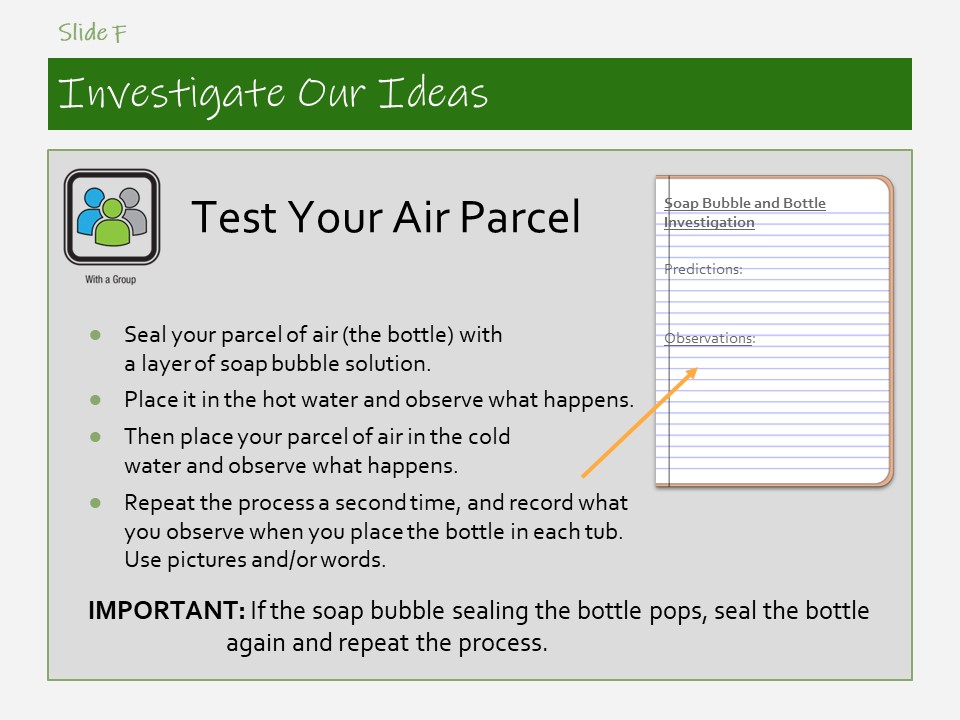 Slide F
Investigate Our Ideas
With a Group
Test Your Air Parcel
Soap Bubble and Bottle
Investigation
Predictions:
Observations:
● Seal your parcel of air (the bottle) with
a layer of soap bubble solution.
● Place it in the hot water and observe what happens.
● Then place your parcel of air in the cold
water and observe what happens.
● Repeat the process a second time, and record what
you observe when you place the bottle in each tub.
Use pictures and/or words.
IMPORTANT: If the soap bubble sealing the bottle pops, seal the bottle
again and repeat the process.